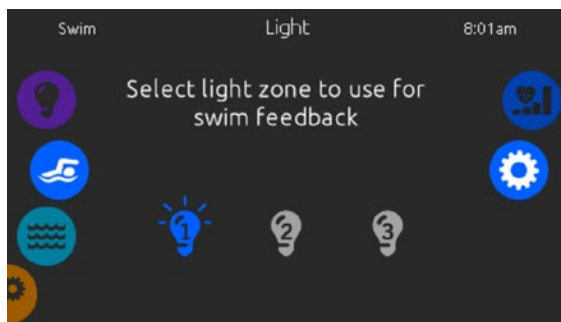 Swim Light 8:01am
Select light zone to use for
swim feedback
1 2 3